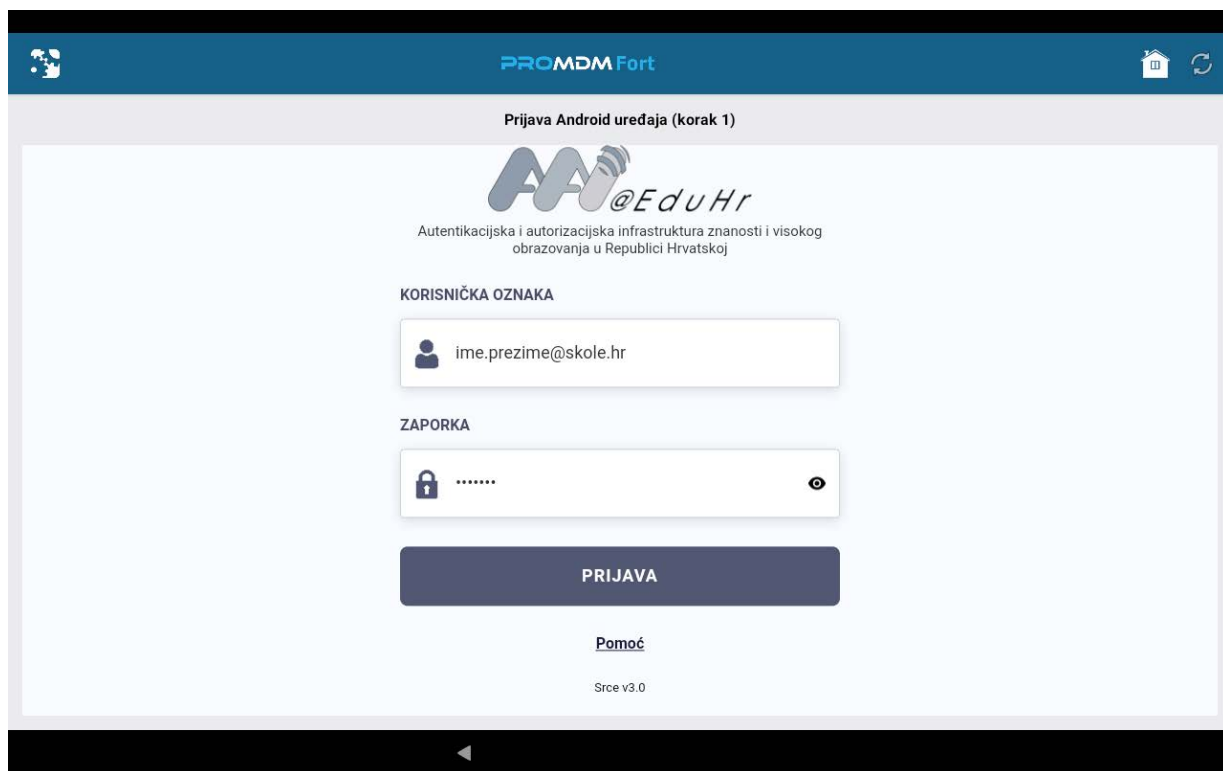 PROMDM Fort
Prijava Android uređaja (korak 1)
AAI@EduHr
Autentikacijska i autorizacijska infrastruktura znanosti i visokog
obrazovanja u Republici Hrvatskoj
KORISNIČKA OZNAKA
ime.prezime@skole.hr
ZAPORKA
•••••••
PRIJAVA
Pomoć
Srce v3.0